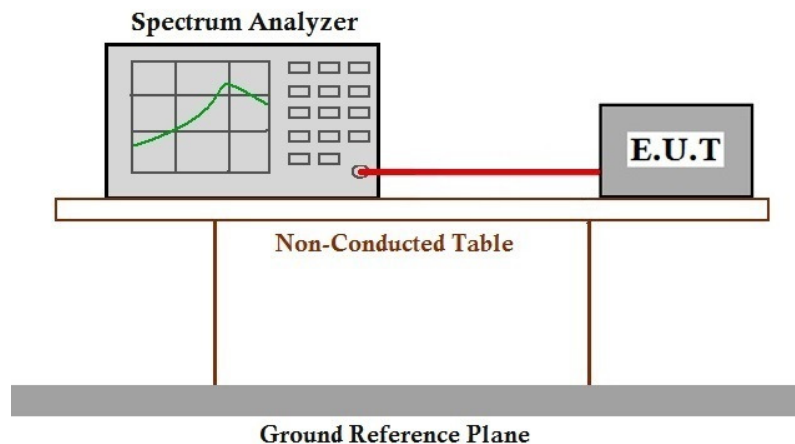 Spectrum Analyzer
E.U.T
Non-Conducted Table
Ground Reference Plane